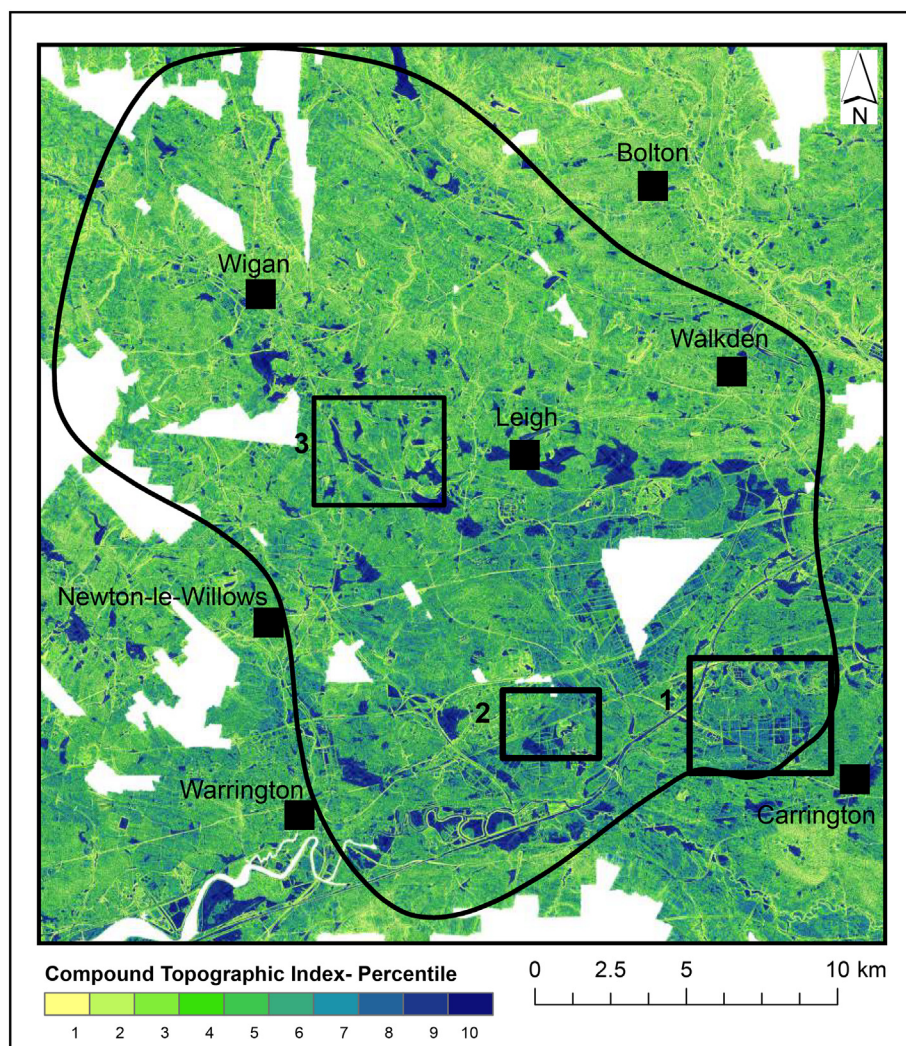 N
Bolton
Wigan
Walkden
Leigh
3
Newton-le-Willows
1
2
Warrington
Carrington
Compound Topographic Index- Percentile
0 2.5 5 10 km
1 2 3 4 5 6 7 8 9 10